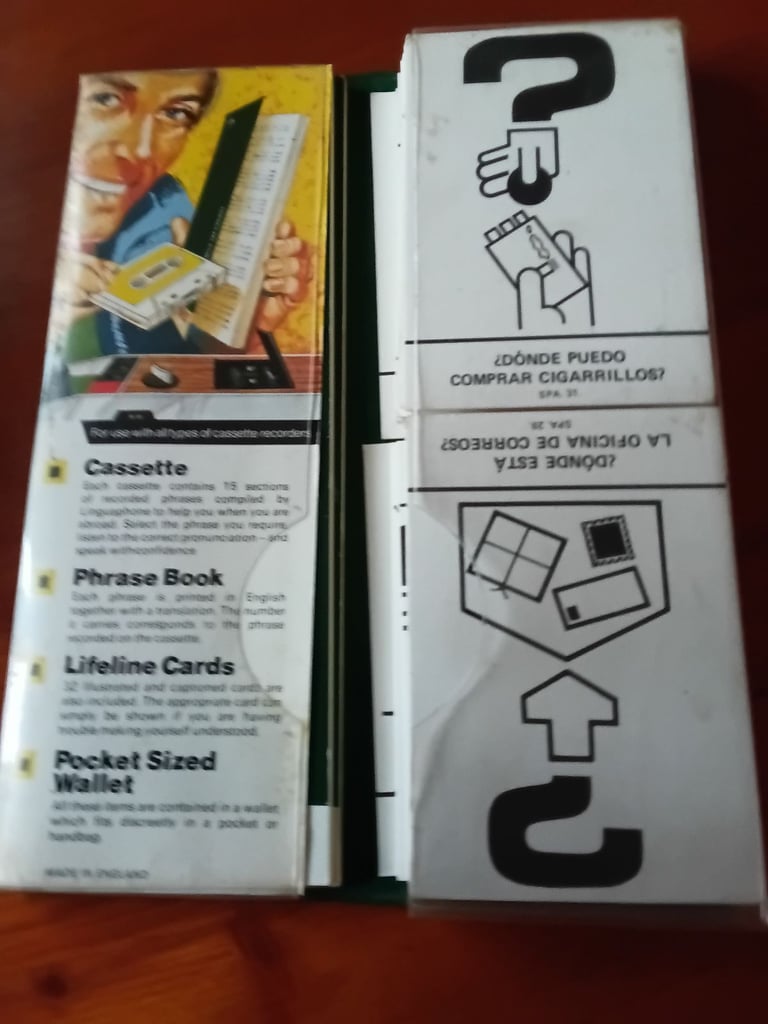 For use with all types of cassette recorders
Cassette
Each cassette contains 15 sections
of recorded phrases compiled by
Linguaphone to help you when you are
abroad. Select the phrase you require,
listen to the correct pronunciation – and
speak with confidence.
Phrase Book
Each phrase is printed in English
together with a translation. The number
it carries corresponds to the phrase
recorded on the cassette.
Lifeline Cards
32 illustrated and captioned cards are
also included. The appropriate card can
simply be shown if you are having
trouble making yourself understood.
Pocket Sized
Wallet
All these items are contained in a wallet
which fits discreetly in a pocket or
handbag.
MADE IN ENGLAND
?
¿DÓNDE PUEDO
COMPRAR CIGARRILLOS?
SPA. 31.
¿DÓNDE ESTÁ
LA OFICINA DE CORREOS?
SPA. 29.
?